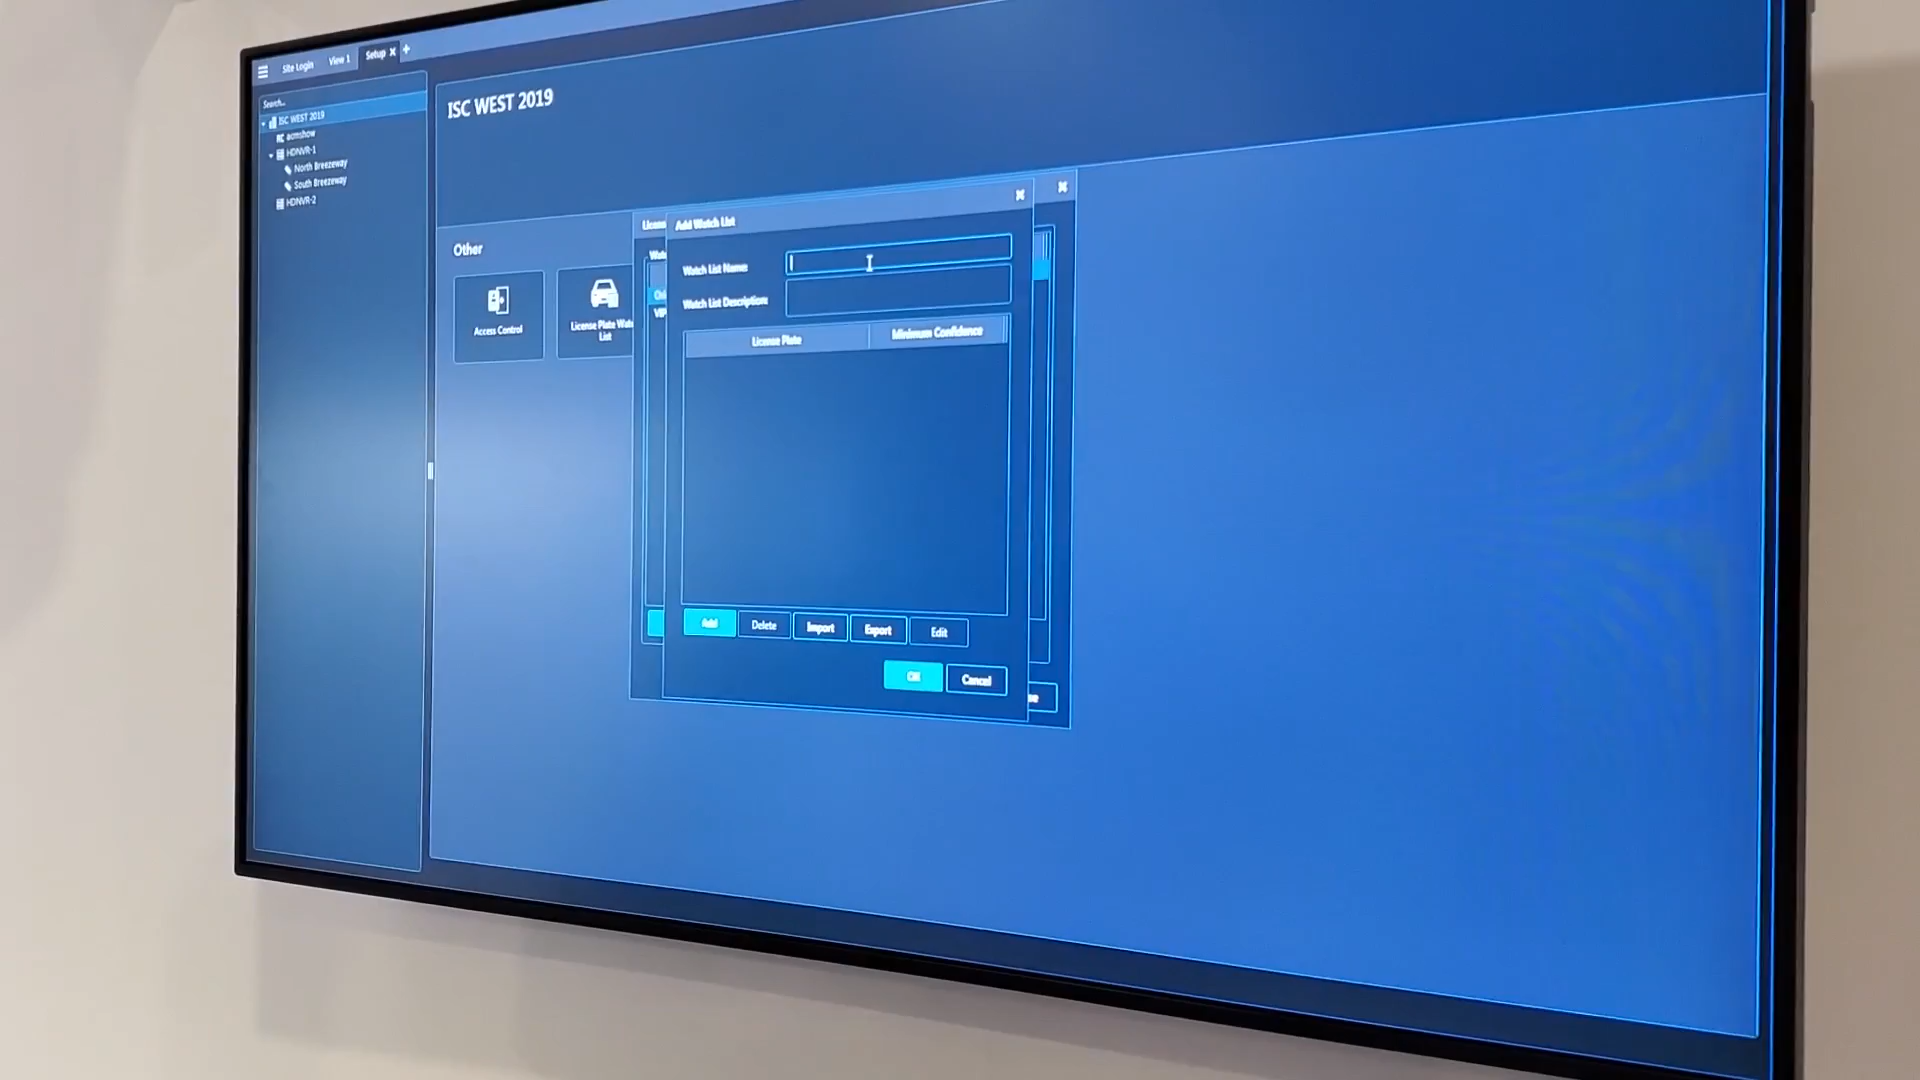 Site Login
View 1
Setup
Search...
ISC WEST 2019
acmshow
HDNVR-1
North Breezeway
South Breezeway
HDNVR-2
ISC WEST 2019
Other
Access Control
License Plate Watc
List
Add Watch List
Watch List Name:
Watch List Description:
License Plate
Minimum Confidence
Add
Delete
Import
Export
Edit
OK
Cancel